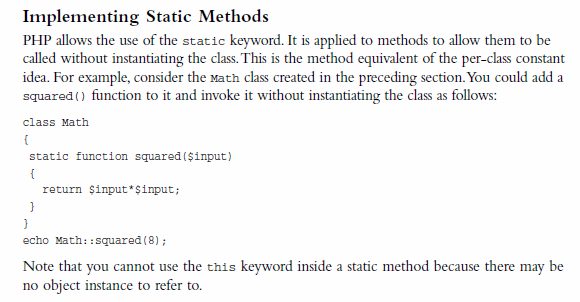 Implementing Static Methods
PHP allows the use of the static keyword. It is applied to methods to allow them to be
called without instantiating the class. This is the method equivalent of the per-class constant
idea. For example, consider the Math class created in the preceding section. You could add a
squared() function to it and invoke it without instantiating the class as follows:
class Math
{
static function squared($input)
{
return $input*$input;
}
}
echo Math::squared(8);
Note that you cannot use the this keyword inside a static method because there may be
no object instance to refer to.